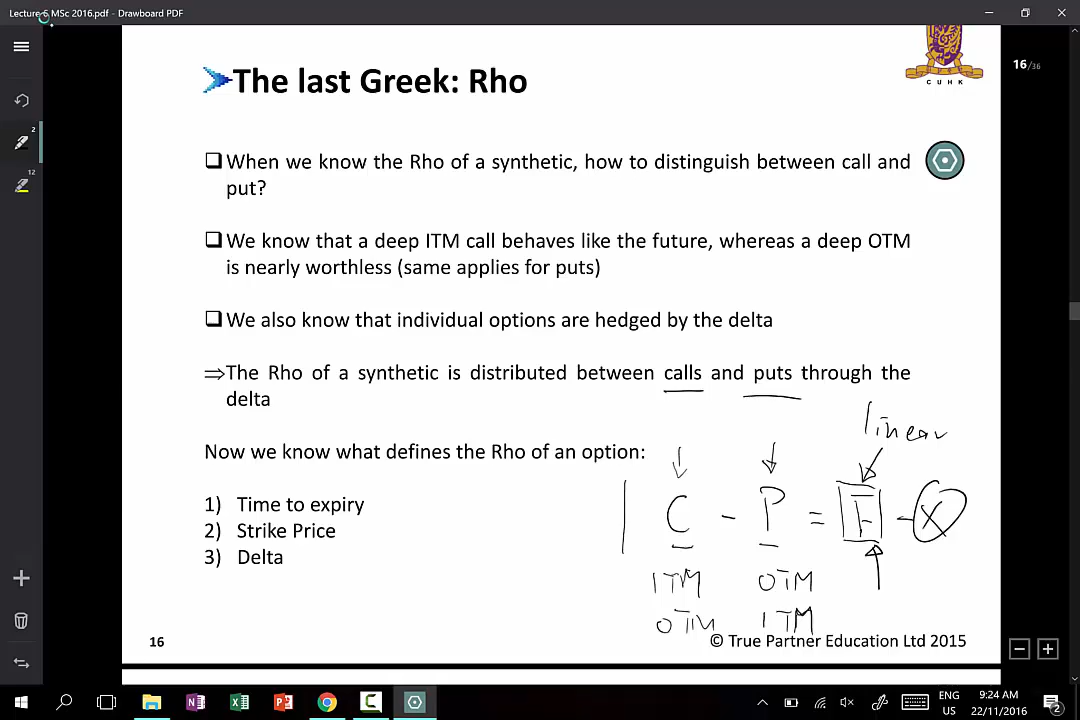 Lecture 6 MSc 2016.pdf - Drawboard PDF
2
12
C U H K
16/36
The last Greek: Rho
❑ When we know the Rho of a synthetic, how to distinguish between call and
put?
❑ We know that a deep ITM call behaves like the future, whereas a deep OTM
is nearly worthless (same applies for puts)
❑ We also know that individual options are hedged by the delta
⇒The Rho of a synthetic is distributed between calls and puts through the
delta
linear
Now we know what defines the Rho of an option:
1) Time to expiry
2) Strike Price
3) Delta
C - P = F - X
ITM OTM
OTM ITM
16
© True Partner Education Ltd 2015
ENG
US
9:24 AM
22/11/2016
2